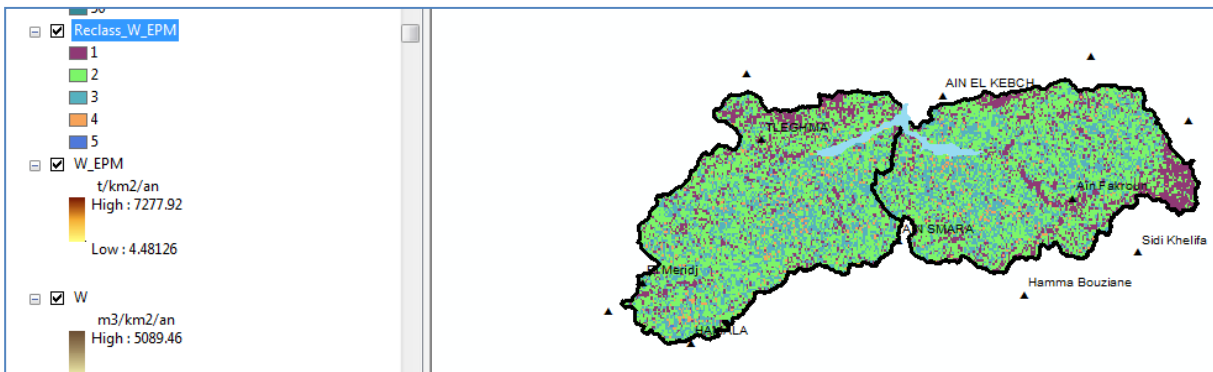 Reclass_W_EPM
1
2
3
4
5
W_EPM
t/km2/an
High : 7277.92
Low : 4.48126
W
m3/km2/an
High : 5089.46
AIN EL KEBCH
TLEGHMA
Ain Fakroun
AIN SMARA
Sidi Khelifa
El Meridj
Hamma Bouziane
HAMALA